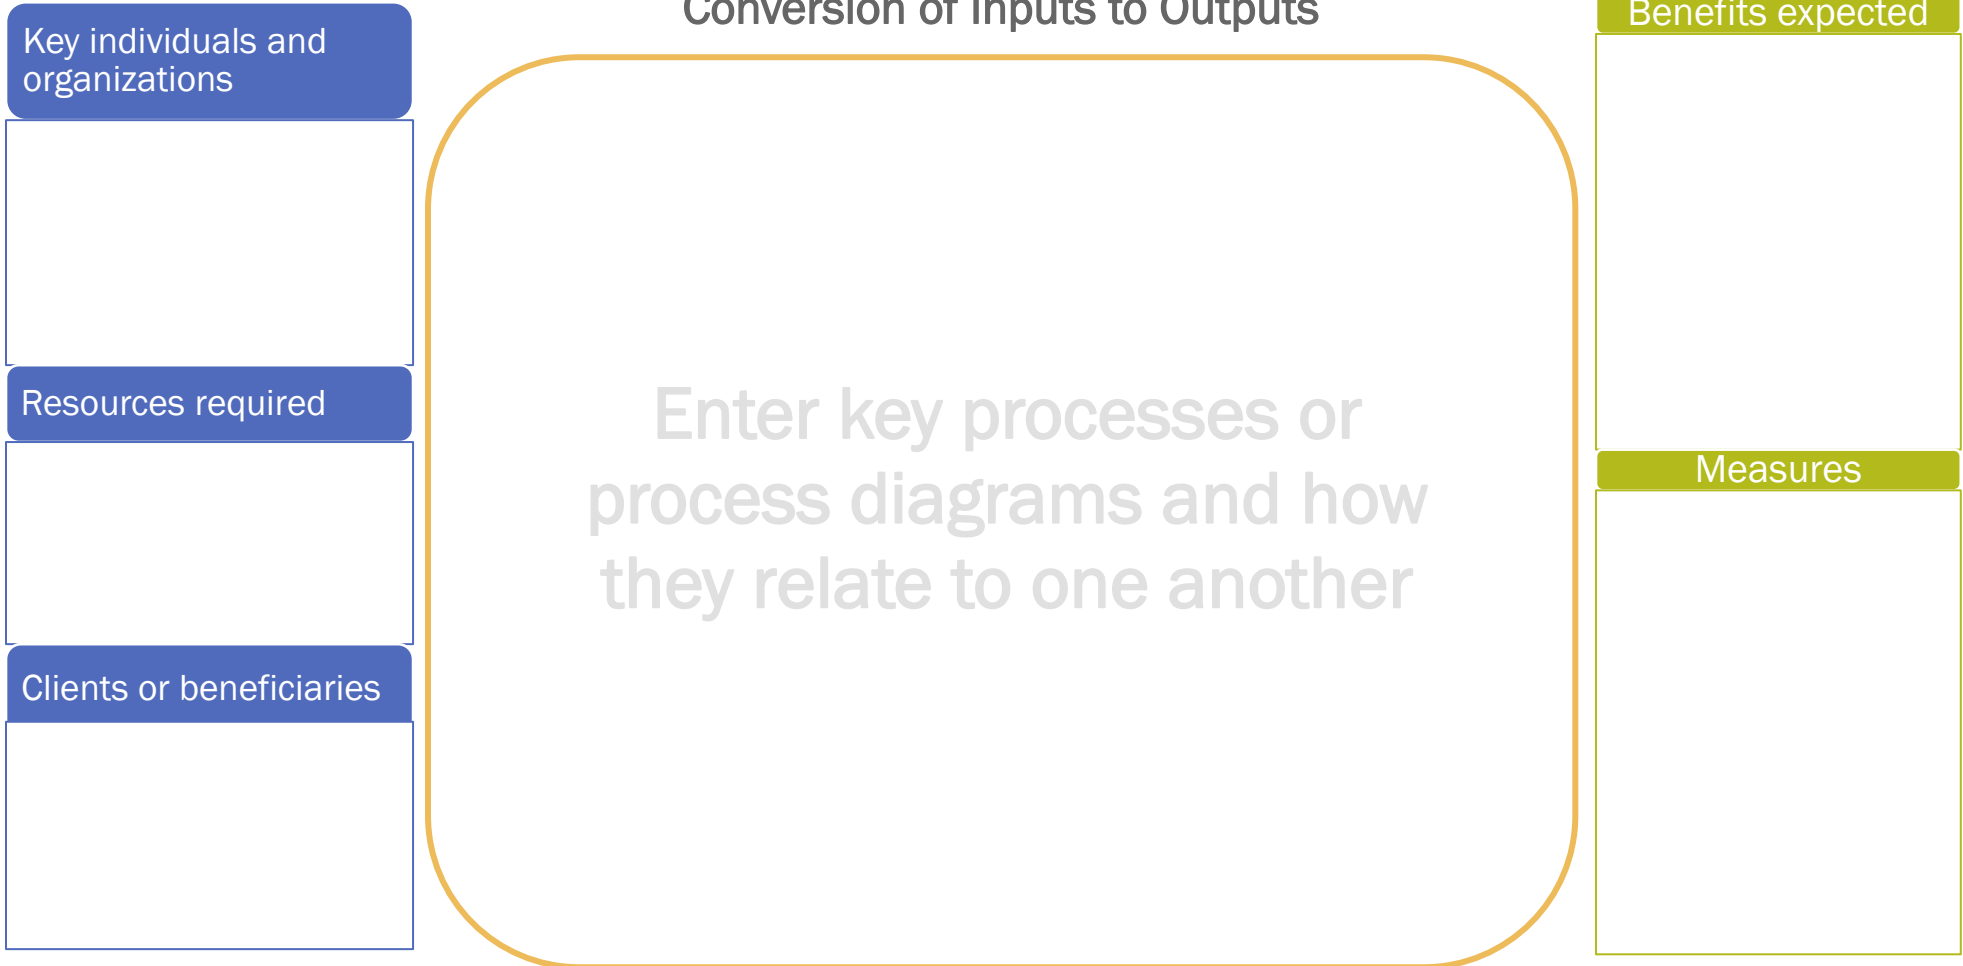 Conversion of Inputs to Outputs
Key individuals and
organizations
Resources required
Clients or beneficiaries
Enter key processes or
process diagrams and how
they relate to one another
Benefits expected
Measures